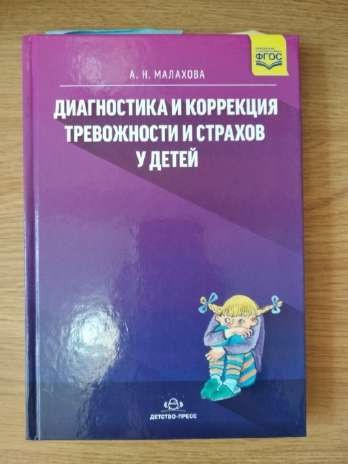 ФГОС
А. Н. МАЛАХОВА
ДИАГНОСТИКА И КОРРЕКЦИЯ
ТРЕВОЖНОСТИ И СТРАХОВ
У ДЕТЕЙ
ДЕТСТВО-ПРЕСС